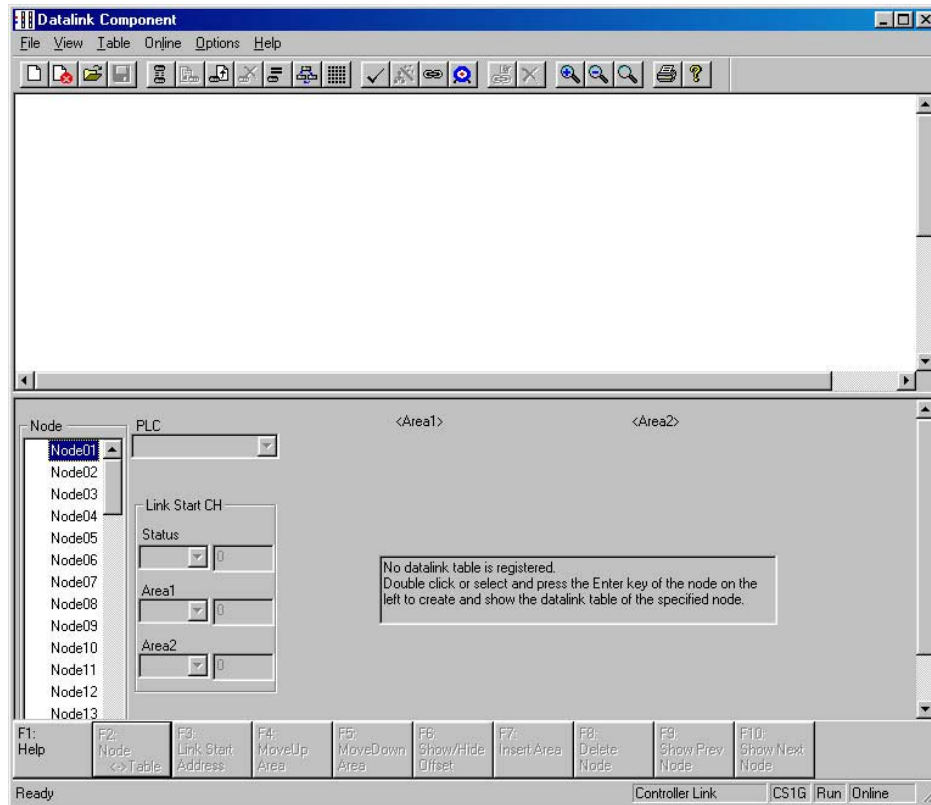 Datalink Component
File View Table Online Options Help
Node
Node01
Node02
Node03
Node04
Node05
Node06
Node07
Node08
Node09
Node10
Node11
Node12
Node13
PLC
Link Start CH
Status
0
Area1
0
Area2
0
<Area1> <Area2>
No datalink table is registered.
Double click or select and press the Enter key of the node on the
left to create and show the datalink table of the specified node.
F1:
Help
F2:
Node
<->Table
F3:
Link Start
Address
F4:
MoveUp
Area
F5:
MoveDown
Area
F6:
Show/Hide
Offset
F7:
Insert Area
F8:
Delete
Node
F9:
Show Prev
Node
F10:
Show Next
Node
Ready Controller Link CS1G Run Online